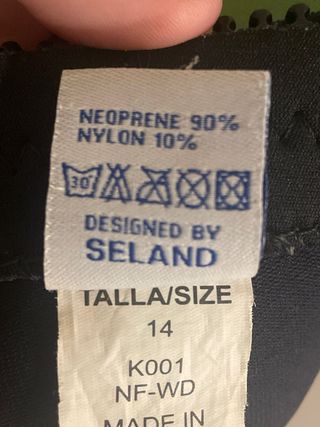 NEOPRENE 90%
NYLON 10%
30°
DESIGNED BY
SELAND
TALLA/SIZE
14
K001
NF-WD
MADE IN